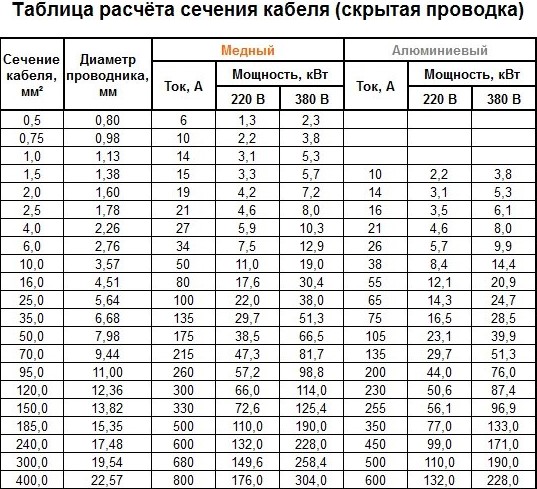 Таблица расчёта сечения кабеля (скрытая проводка)
Сечение кабеля, мм² Диаметр проводника, мм Медный Алюминиевый
Ток, А Мощность, кВт Ток, А Мощность, кВт
220 В 380 В 220 В 380 В
0,5 0,80 6 1,3 2,3
0,75 0,98 10 2,2 3,8
1,0 1,13 14 3,1 5,3
1,5 1,38 15 3,3 5,7 10 2,2 3,8
2,0 1,60 19 4,2 7,2 14 3,1 5,3
2,5 1,78 21 4,6 8,0 16 3,5 6,1
4,0 2,26 27 5,9 10,3 21 4,6 8,0
6,0 2,76 34 7,5 12,9 26 5,7 9,9
10,0 3,57 50 11,0 19,0 38 8,4 14,4
16,0 4,51 80 17,6 30,4 55 12,1 20,9
25,0 5,64 100 22,0 38,0 65 14,3 24,7
35,0 6,68 135 29,7 51,3 75 16,5 28,5
50,0 7,98 175 38,5 66,5 105 23,1 39,9
70,0 9,44 215 47,3 81,7 135 29,7 51,3
95,0 11,00 260 57,2 98,8 200 44,0 76,0
120,0 12,36 300 66,0 114,0 230 50,6 87,4
150,0 13,82 330 72,6 125,4 255 56,1 96,9
185,0 15,35 500 110,0 190,0 350 77,0 133,0
240,0 17,48 600 132,0 228,0 450 99,0 171,0
300,0 19,54 680 149,6 258,4 500 110,0 190,0
400,0 22,57 800 176,0 304,0 600 132,0 228,0